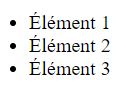 • Élément 1
• Élément 2
• Élément 3